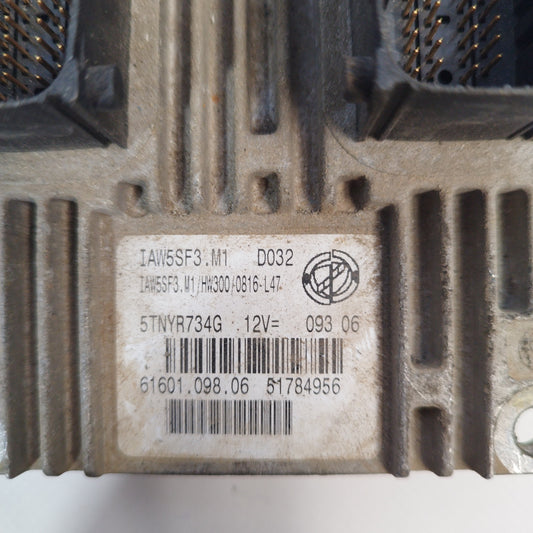 IAW5SF3.M1 D032
IAW5SF3.M1/HW300/0816-L47
5TNYR734G 12V= 093 06
61601.098.06 51784956